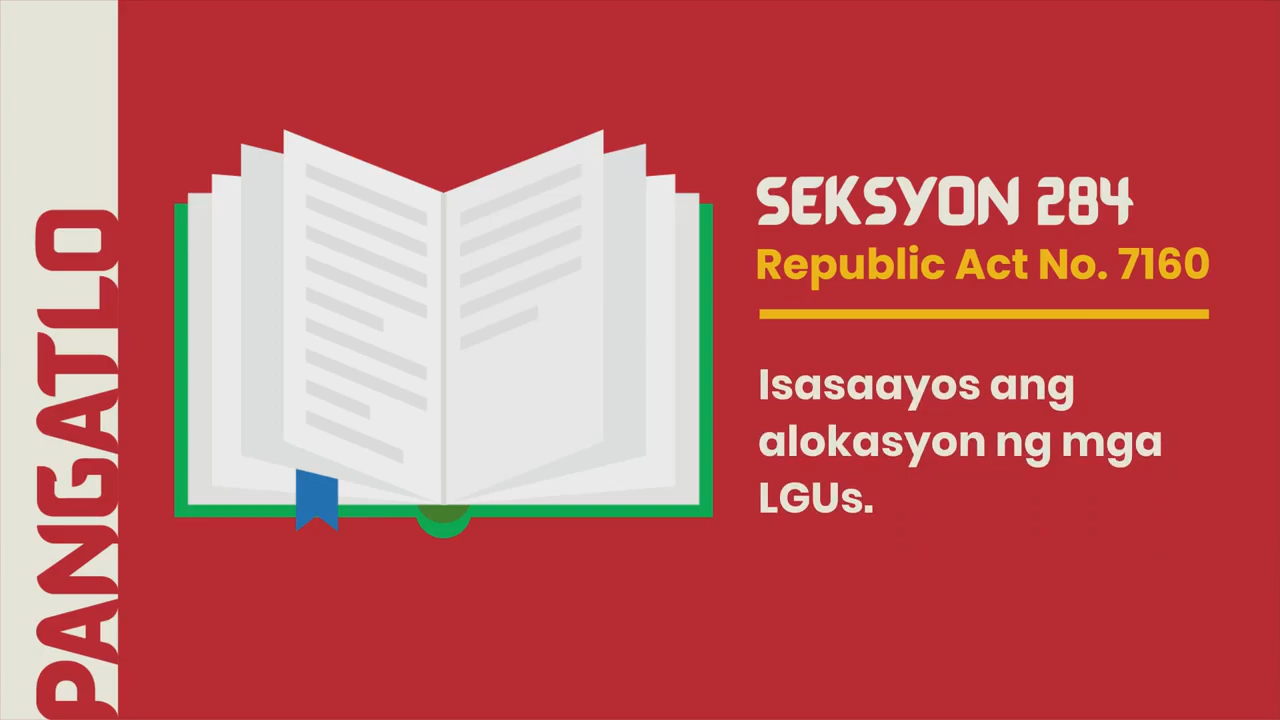 PANGATLO
SEKSYON 284
Republic Act No. 7160
Isasaayos ang
alokasyon ng mga
LGUs.